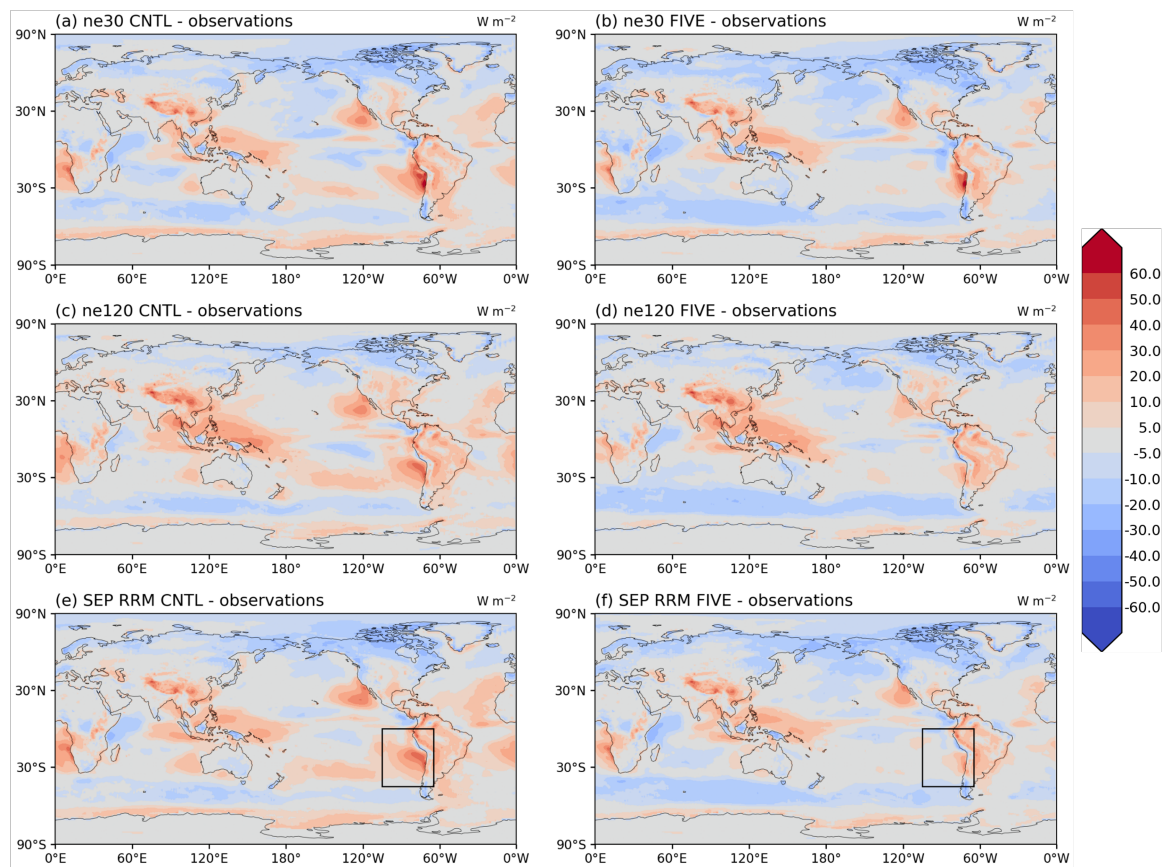 (a) ne30 CNTL - observations W m⁻²
(b) ne30 FIVE - observations W m⁻²
90°N
30°N
30°S
90°S
0°E 60°E 120°E 180° 120°W 60°W 0°W
90°N
30°N
30°S
90°S
0°E 60°E 120°E 180° 120°W 60°W 0°W
(c) ne120 CNTL - observations W m⁻²
(d) ne120 FIVE - observations W m⁻²
90°N
30°N
30°S
90°S
0°E 60°E 120°E 180° 120°W 60°W 0°W
90°N
30°N
30°S
90°S
0°E 60°E 120°E 180° 120°W 60°W 0°W
(e) SEP RRM CNTL - observations W m⁻²
(f) SEP RRM FIVE - observations W m⁻²
90°N
30°N
30°S
90°S
0°E 60°E 120°E 180° 120°W 60°W 0°W
90°N
30°N
30°S
90°S
0°E 60°E 120°E 180° 120°W 60°W 0°W
60.0
50.0
40.0
30.0
20.0
10.0
5.0
-5.0
-10.0
-20.0
-30.0
-40.0
-50.0
-60.0